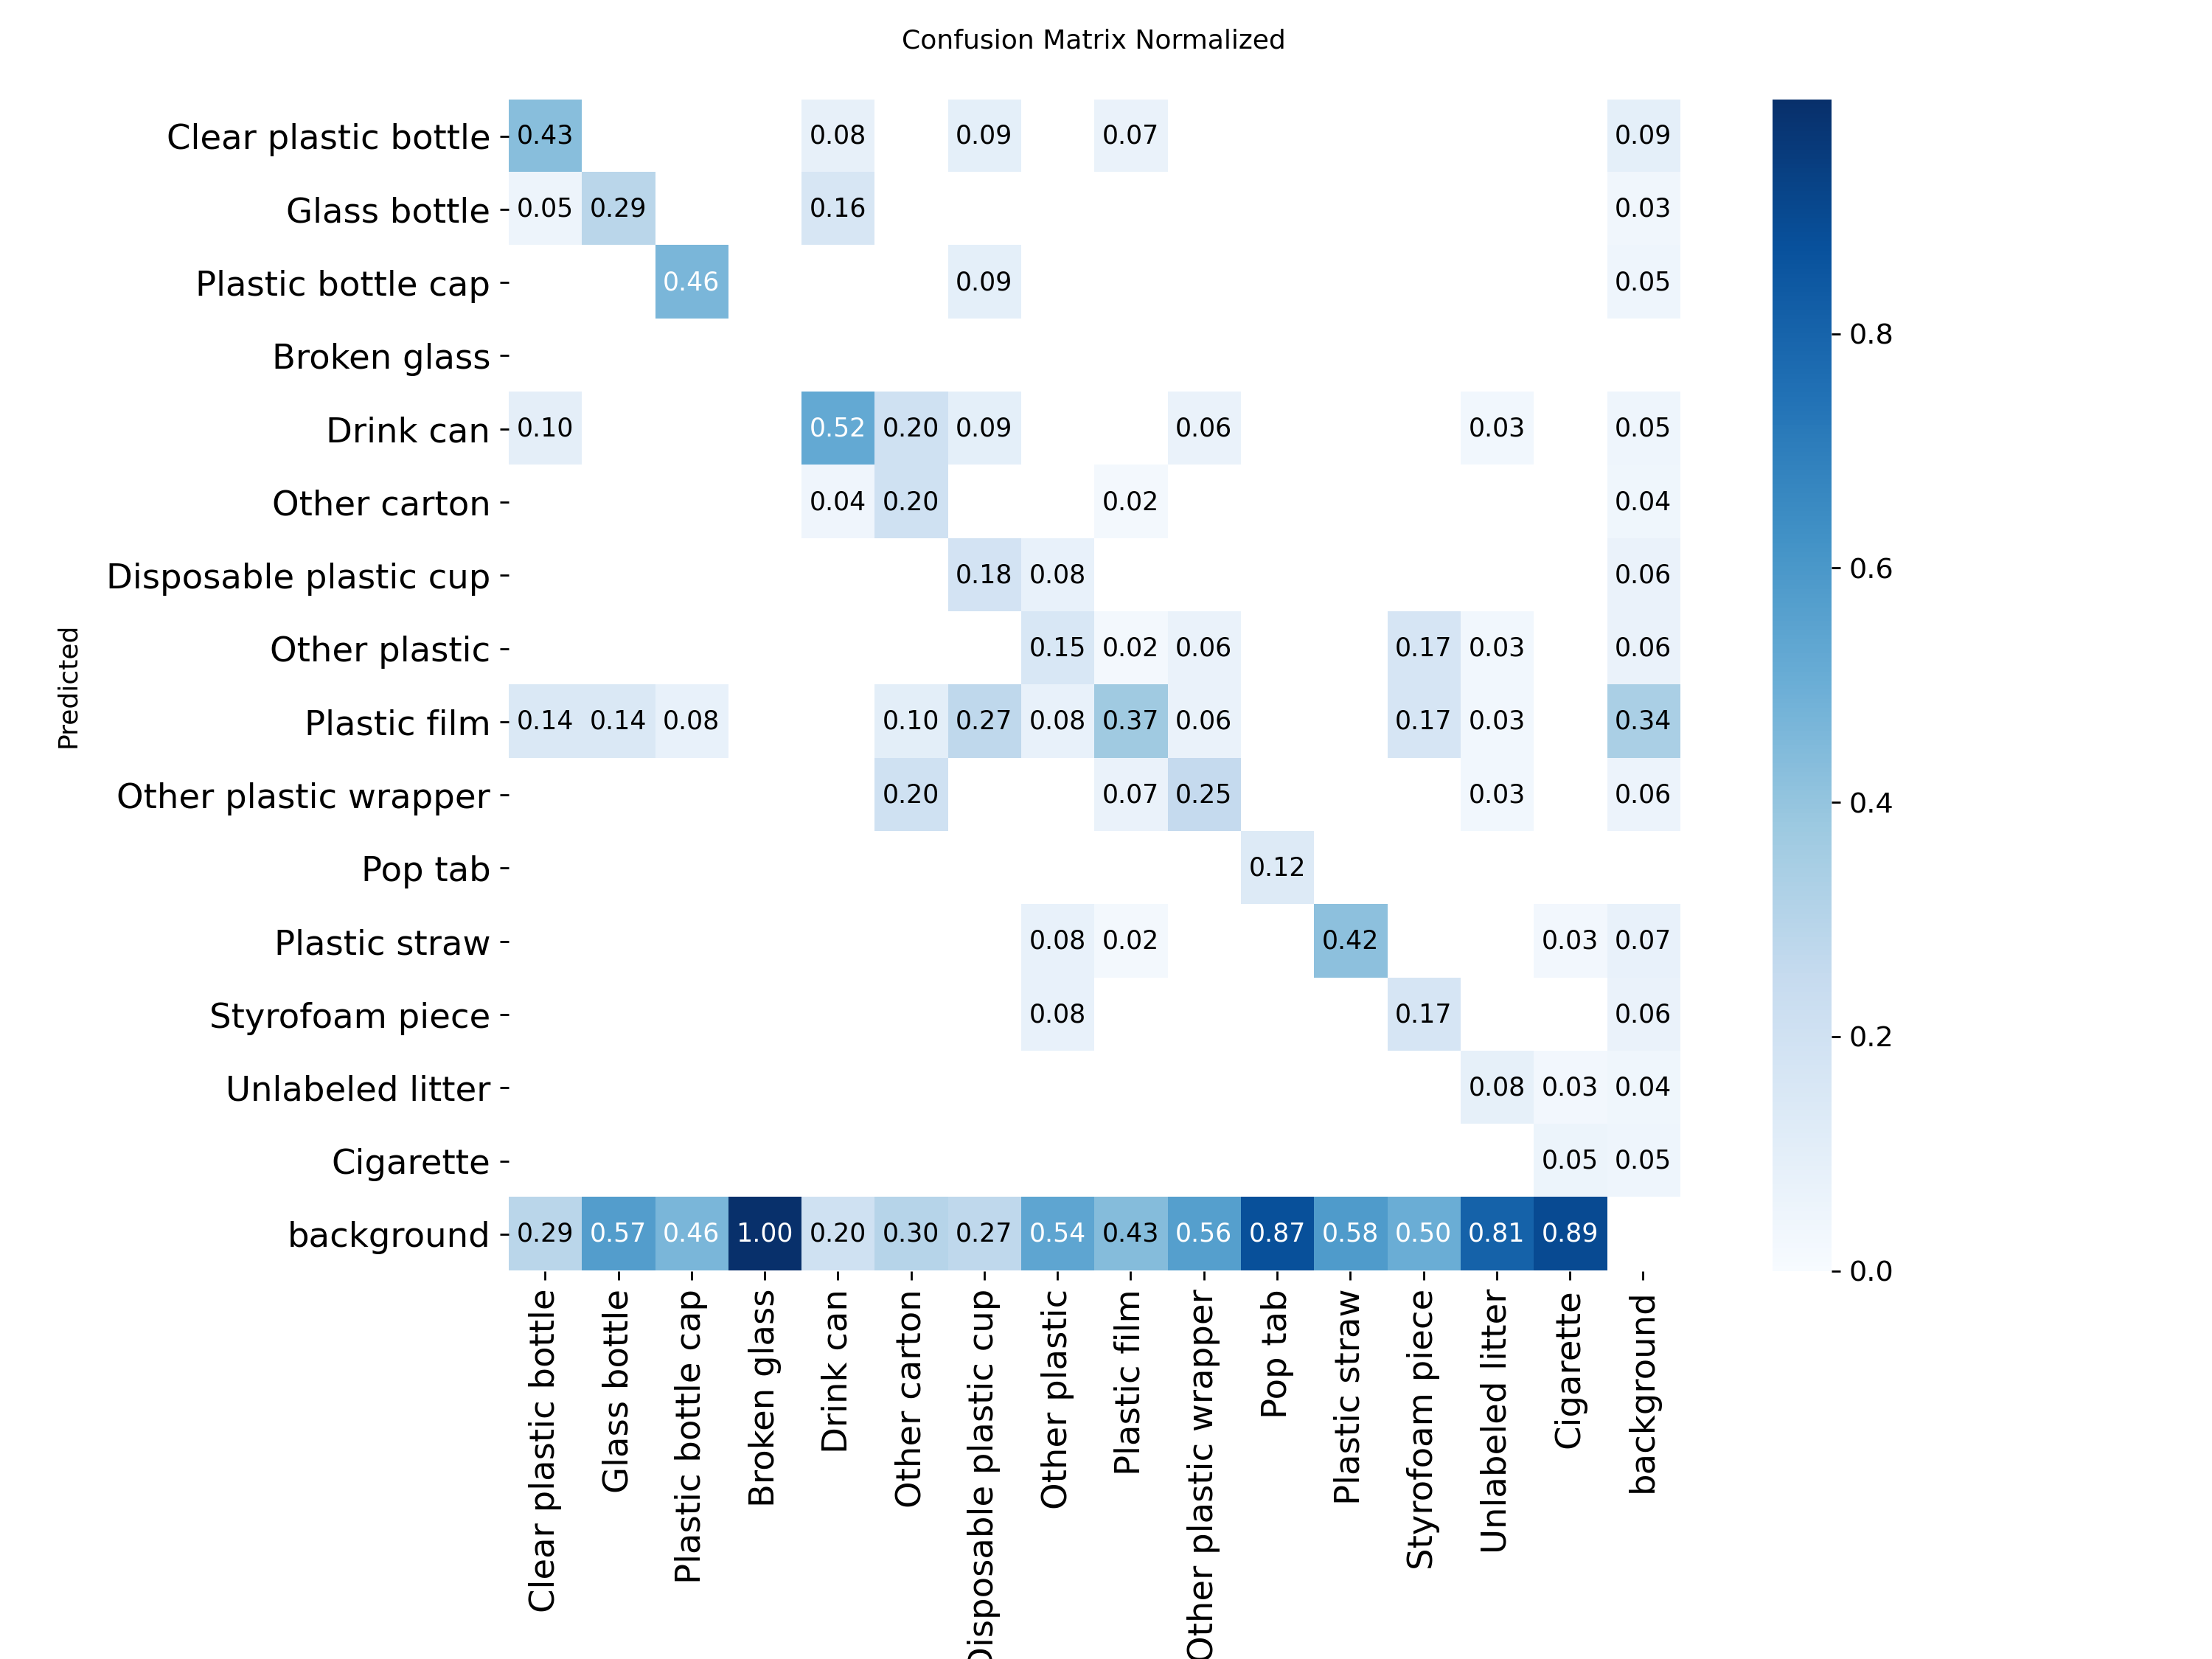 Confusion Matrix Normalized
Clear plastic bottle 0.43 0.08 0.09 0.07 0.09
Glass bottle 0.05 0.29 0.16 0.03
Plastic bottle cap 0.46 0.09 0.05
Broken glass
Drink can 0.10 0.52 0.20 0.09 0.06 0.03 0.05
Other carton 0.04 0.20 0.02 0.04
Disposable plastic cup 0.18 0.08 0.06
Other plastic 0.15 0.02 0.06 0.17 0.03 0.06
Plastic film 0.14 0.14 0.08 0.10 0.27 0.08 0.37 0.06 0.17 0.03 0.34
Other plastic wrapper 0.20 0.07 0.25 0.03 0.06
Pop tab 0.12
Plastic straw 0.08 0.02 0.42 0.03 0.07
Styrofoam piece 0.08 0.17 0.06
Unlabeled litter 0.08 0.03 0.04
Cigarette 0.05 0.05
background 0.29 0.57 0.46 1.00 0.20 0.30 0.27 0.54 0.43 0.56 0.87 0.58 0.50 0.81 0.89
Predicted
Clear plastic bottle
Glass bottle
Plastic bottle cap
Broken glass
Drink can
Other carton
Disposable plastic cup
Other plastic
Plastic film
Other plastic wrapper
Pop tab
Plastic straw
Styrofoam piece
Unlabeled litter
Cigarette
background
0.8
0.6
0.4
0.2
0.0